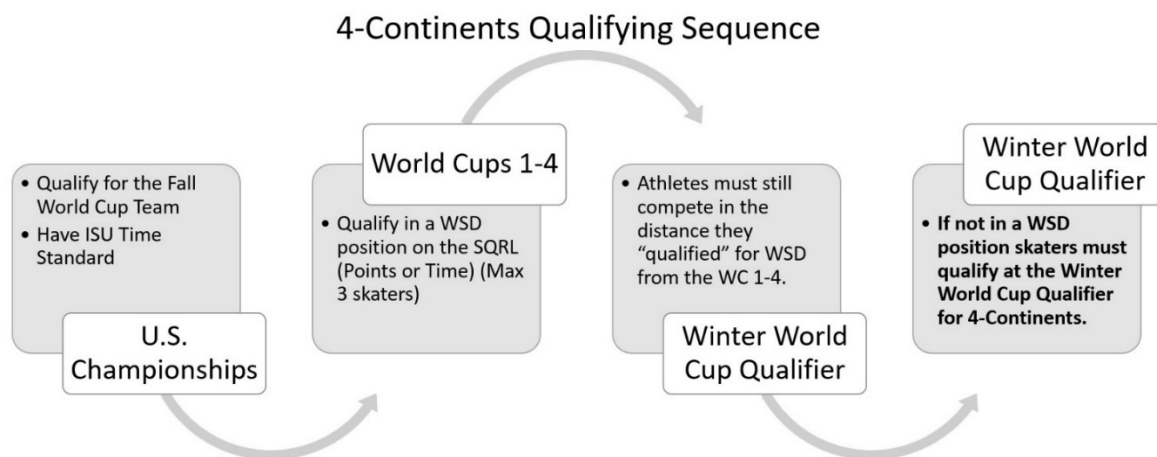 4-Continents Qualifying Sequence
• Qualify for the Fall
World Cup Team
• Have ISU Time
Standard
U.S.
Championships
World Cups 1-4
• Qualify in a WSD
position on the SQRL
(Points or Time) (Max
3 skaters)
• Athletes must still
compete in the
distance they
“qualified” for WSD
from the WC 1-4.
Winter World
Cup Qualifier
Winter World
Cup Qualifier
• If not in a WSD
position skaters must
qualify at the Winter
World Cup Qualifier
for 4-Continents.